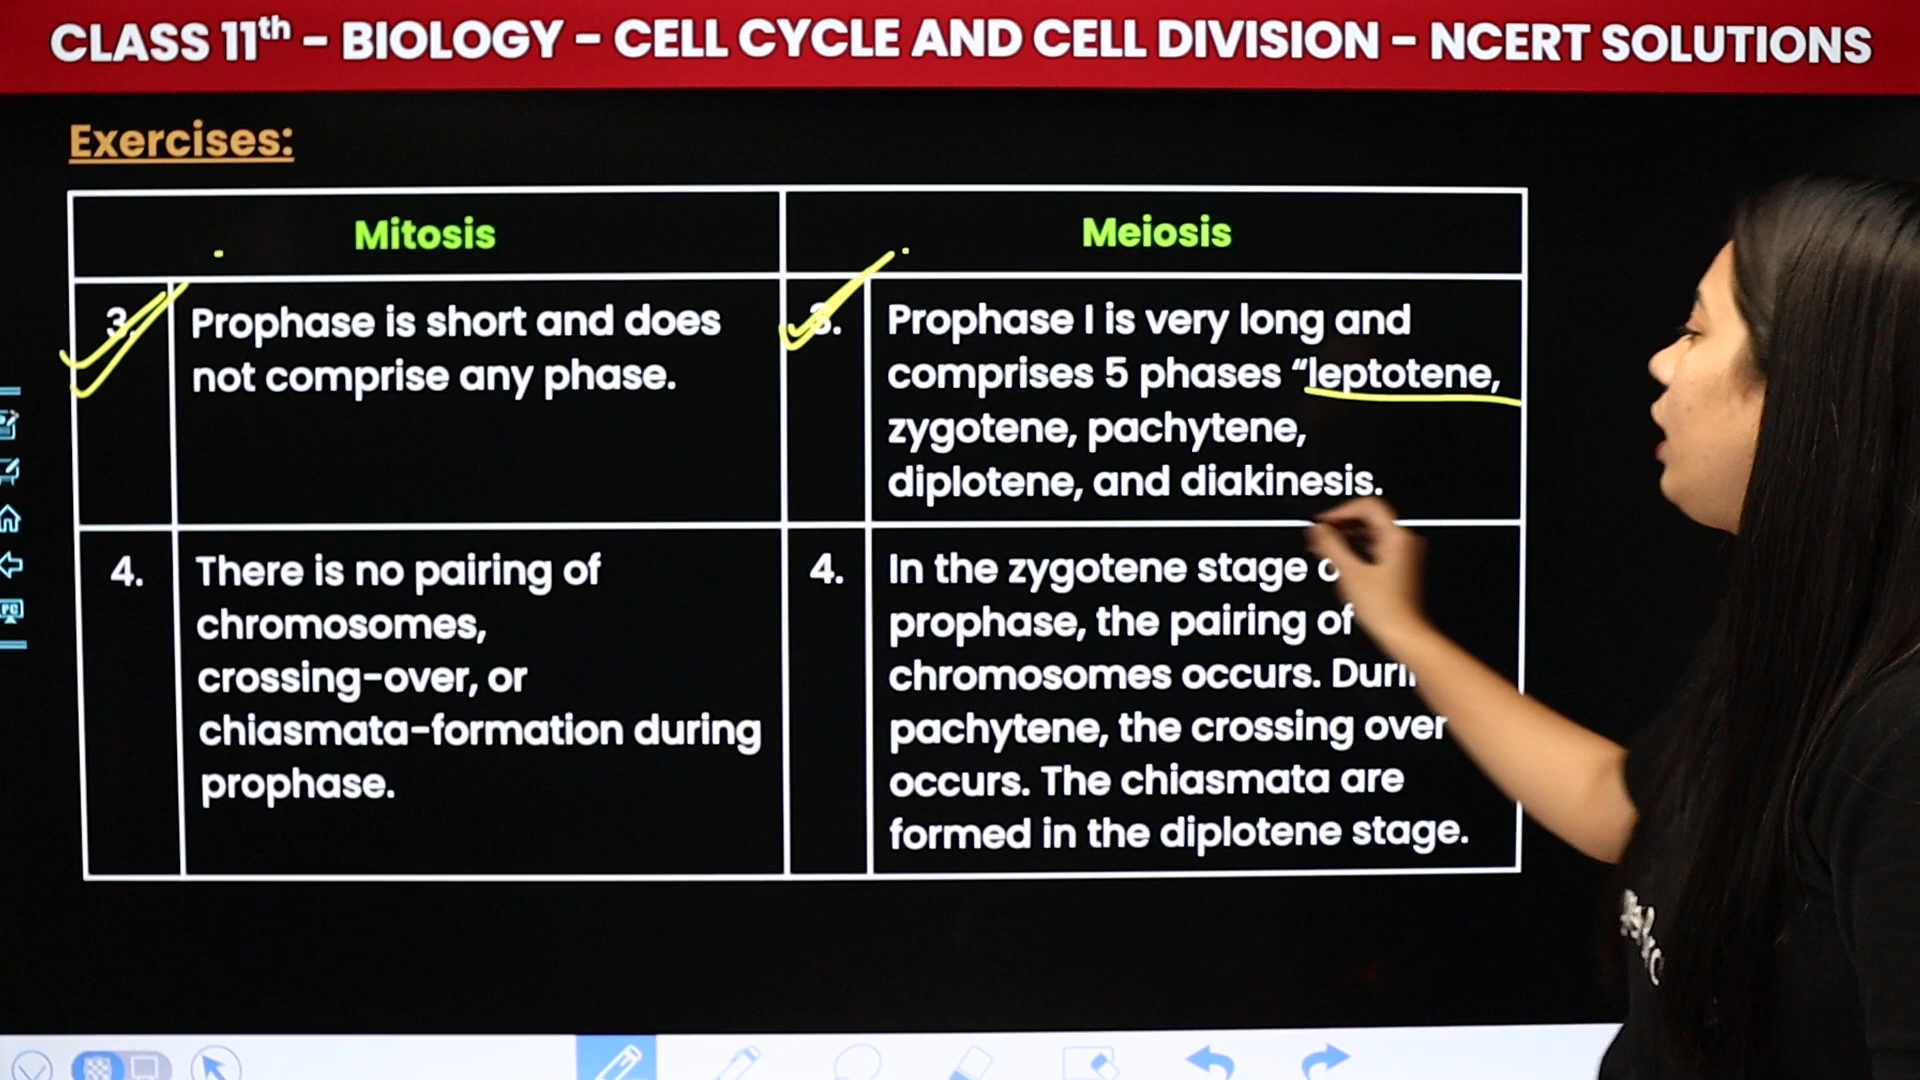 CLASS 11th - BIOLOGY - CELL CYCLE AND CELL DIVISION - NCERT SOLUTIONS
Exercises:
Mitosis
Meiosis
3.
Prophase is short and does
not comprise any phase.
3.
Prophase I is very long and
comprises 5 phases “leptotene,
zygotene, pachytene,
diplotene, and diakinesis.
4.
There is no pairing of
chromosomes,
crossing-over, or
chiasmata-formation during
prophase.
4.
In the zygotene stage
prophase, the pairing of
chromosomes occurs.
pachytene, the crossing over
occurs. The chiasmata are
formed in the diplotene stage.
PC